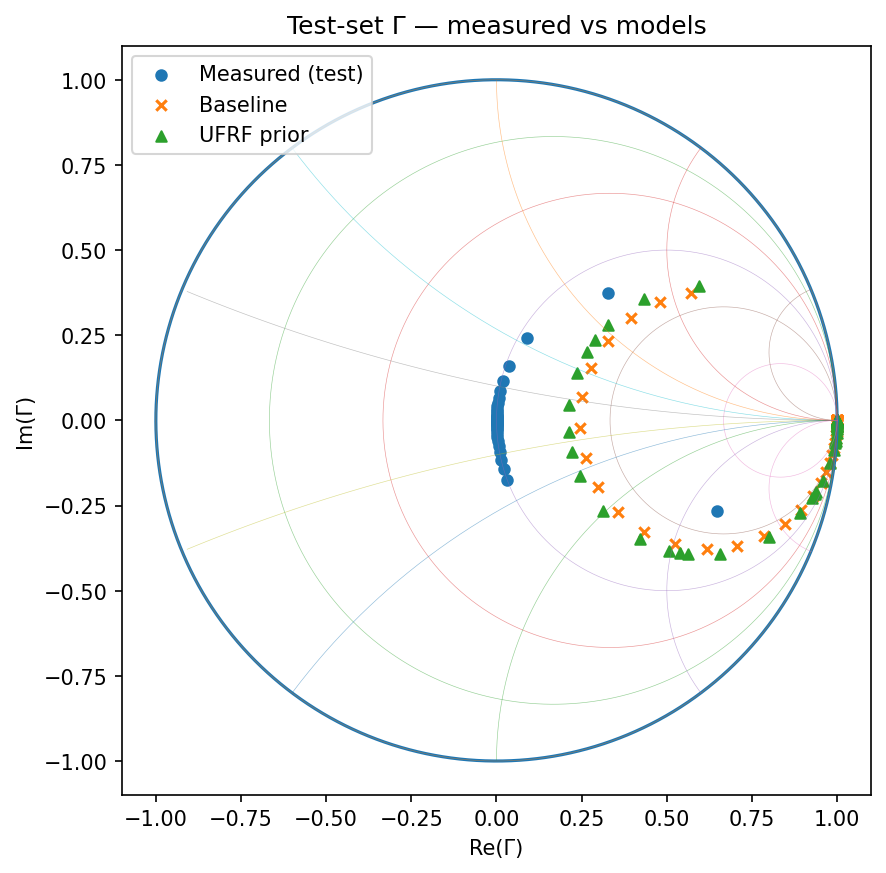 Test-set Γ — measured vs models
Measured (test)
Baseline
UFRF prior
1.00
0.75
0.50
0.25
0.00
−0.25
−0.50
−0.75
−1.00
Im(Γ)
−1.00 −0.75 −0.50 −0.25 0.00 0.25 0.50 0.75 1.00
Re(Γ)